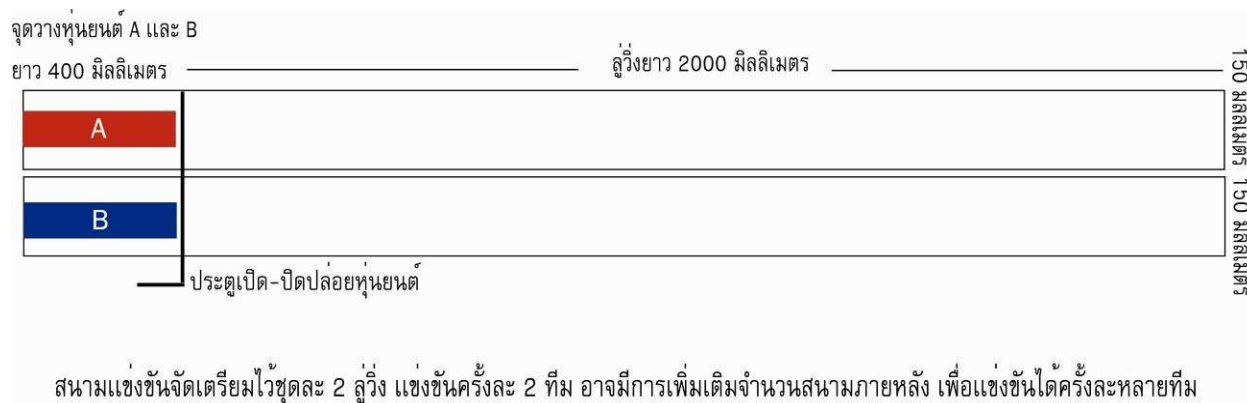 จุดวางหุ่นยนต์ A และ B
ยาว 400 มิลลิเมตร
ลู่วิ่งยาว 2000 มิลลิเมตร
150 มิลลิเมตร
A
B
150 มิลลิเมตร
ประตูเปิด-ปิดปล่อยหุ่นยนต์
สนามแข่งขันจัดเตรียมไว้ชุดละ 2 ลู่วิ่ง แข่งขันครั้งละ 2 ทีม อาจมีการเพิ่มเติมจำนวนสนามภายหลัง เพื่อแข่งขันได้ครั้งละหลายทีม